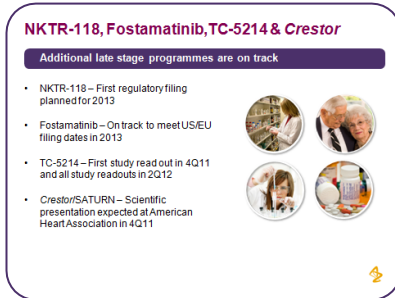 NKTR-118, Fostamatinib,TC-5214 & Crestor
Additional late stage programmes are on track
• NKTR-118 – First regulatory filing
planned for 2013
• Fostamatinib – On track to meet US/EU
filing dates in 2013
• TC-5214 – First study read out in 4Q11
and all study readouts in 2Q12
• Crestor/SATURN – Scientific
presentation expected at American
Heart Association in 4Q11